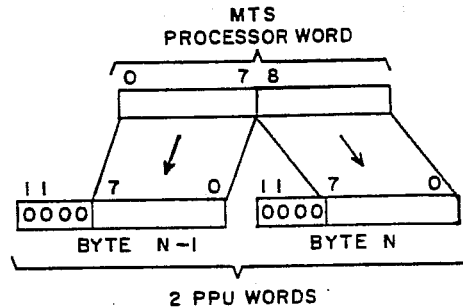 MTS
PROCESSOR WORD
0 7 8
11 7 0 11 7 0
0000 0000
BYTE N-1 BYTE N
2 PPU WORDS